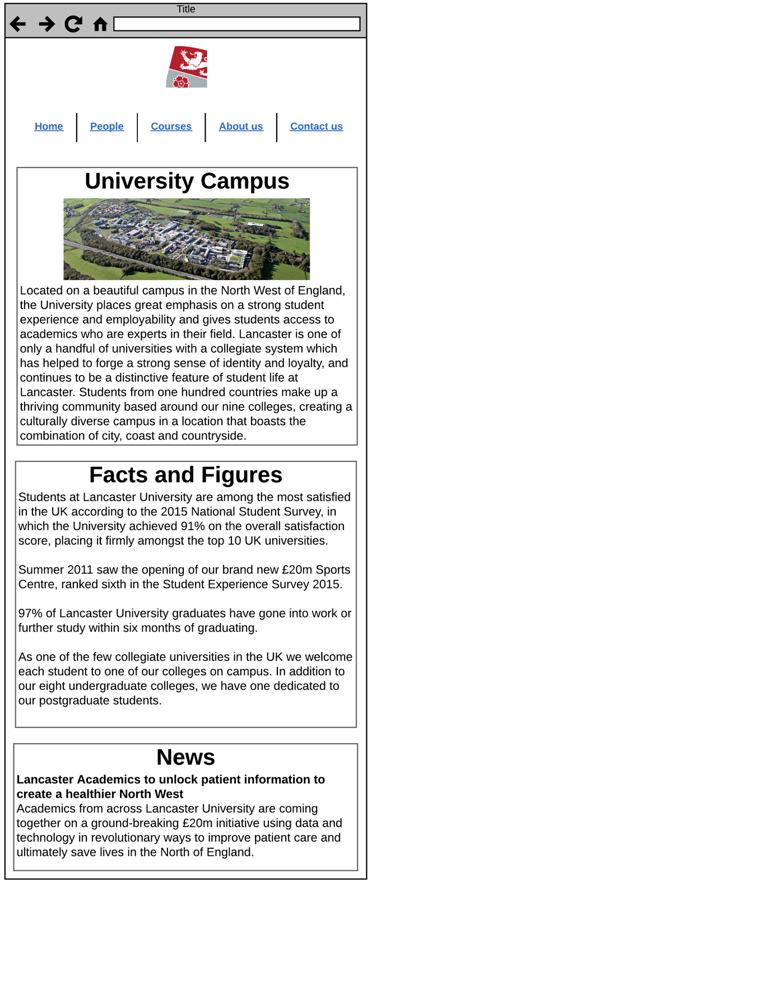 Title
Home
People
Courses
About us
Contact us
University Campus
Located on a beautiful campus in the North West of England,
the University places great emphasis on a strong student
experience and employability and gives students access to
academics who are experts in their field. Lancaster is one of
only a handful of universities with a collegiate system which
has helped to forge a strong sense of identity and loyalty, and
continues to be a distinctive feature of student life at
Lancaster. Students from one hundred countries make up a
thriving community based around our nine colleges, creating a
culturally diverse campus in a location that boasts the
combination of city, coast and countryside.
Facts and Figures
Students at Lancaster University are among the most satisfied
in the UK according to the 2015 National Student Survey, in
which the University achieved 91% on the overall satisfaction
score, placing it firmly amongst the top 10 UK universities.
Summer 2011 saw the opening of our brand new £20m Sports
Centre, ranked sixth in the Student Experience Survey 2015.
97% of Lancaster University graduates have gone into work or
further study within six months of graduating.
As one of the few collegiate universities in the UK we welcome
each student to one of our colleges on campus. In addition to
our eight undergraduate colleges, we have one dedicated to
our postgraduate students.
News
Lancaster Academics to unlock patient information to
create a healthier North West
Academics from across Lancaster University are coming
together on a ground-breaking £20m initiative using data and
technology in revolutionary ways to improve patient care and
ultimately save lives in the North of England.